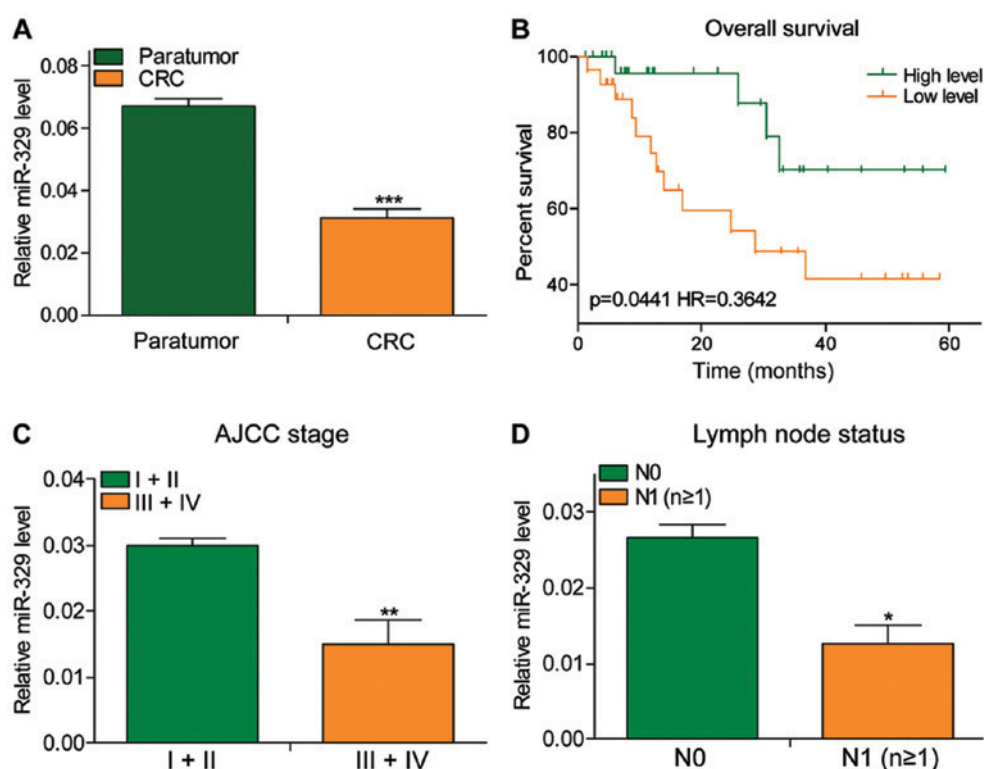 A
Relative miR-329 level
Paratumor
CRC
0.08
0.06
0.04
0.02
0.00
***
Paratumor CRC
B
Overall survival
Percent survival
High level
Low level
100
80
60
40
p=0.0441 HR=0.3642
0 20 40 60
Time (months)
C
AJCC stage
Relative miR-329 level
I + II
III + IV
0.04
0.03
0.02
0.01
0.00
**
I + II III + IV
D
Lymph node status
Relative miR-329 level
N0
N1 (n≥1)
0.03
0.02
0.01
0.00
*
N0 N1 (n≥1)